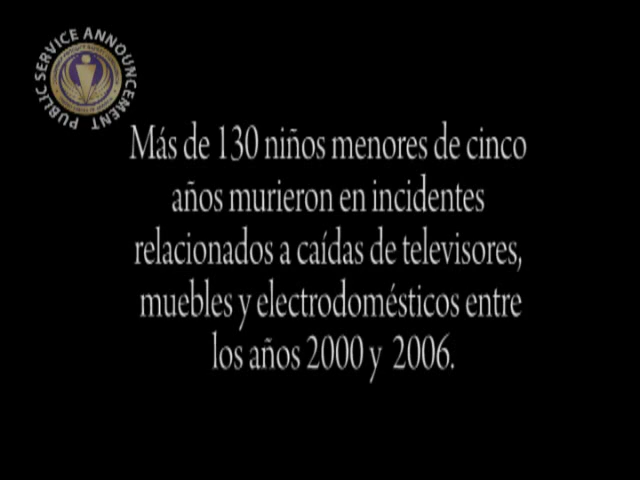 PUBLIC SERVICE ANNOUNCEMENT
Más de 130 niños menores de cinco
años murieron en incidentes
relacionados a caídas de televisores,
muebles y electrodomésticos entre
los años 2000 y 2006.